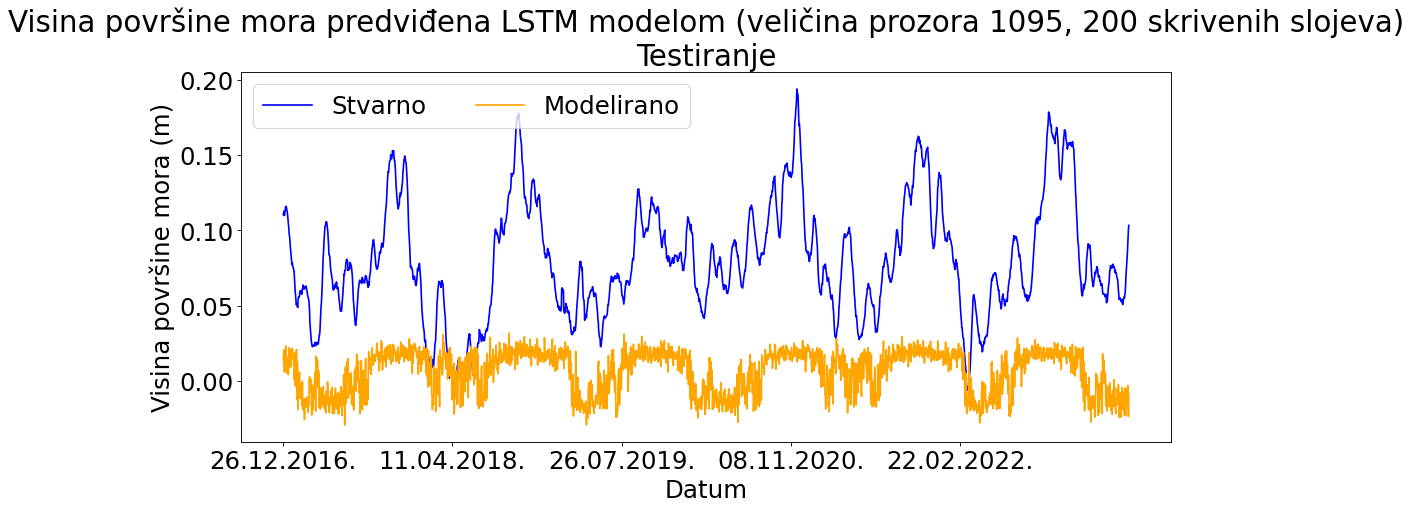 Visina površine mora predviđena LSTM modelom (veličina prozora 1095, 200 skrivenih slojeva)
Testiranje
Stvarno Modelirano
Visina površine mora (m)
0.20
0.15
0.10
0.05
0.00
26.12.2016. 11.04.2018. 26.07.2019. 08.11.2020. 22.02.2022.
Datum